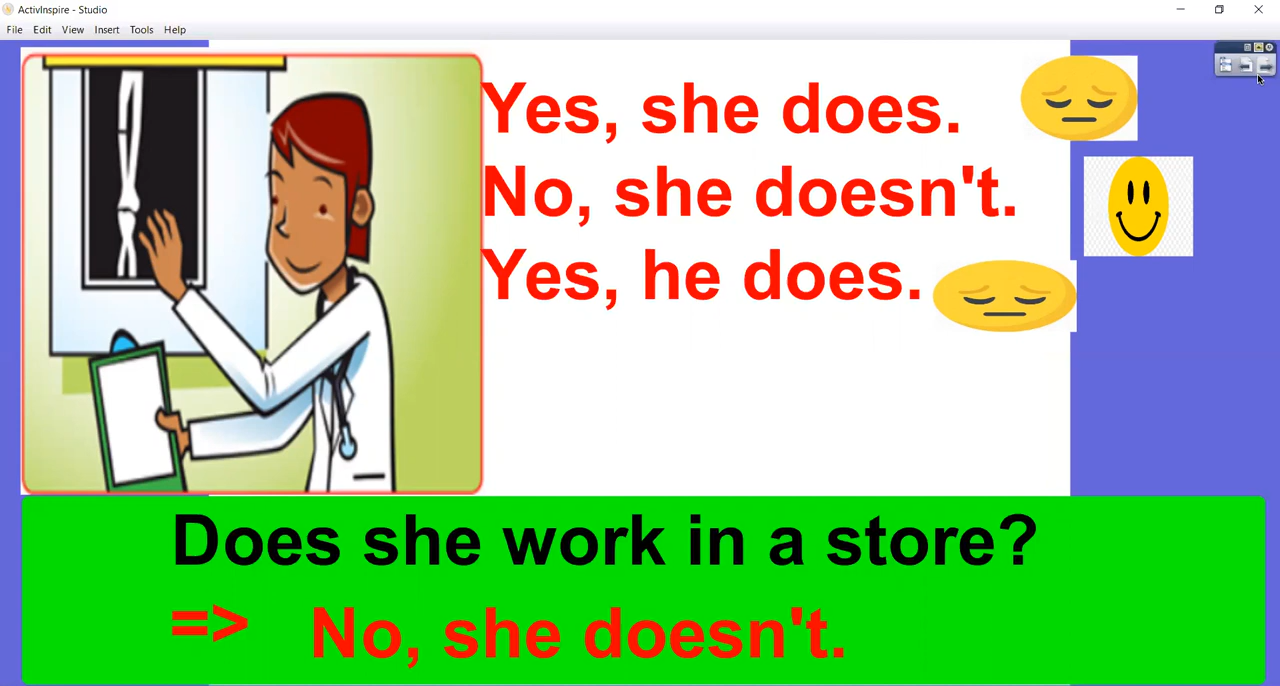 ActivInspire - Studio
File Edit View Insert Tools Help
Yes, she does.
No, she doesn't.
Yes, he does.
Does she work in a store?
=> No, she doesn't.